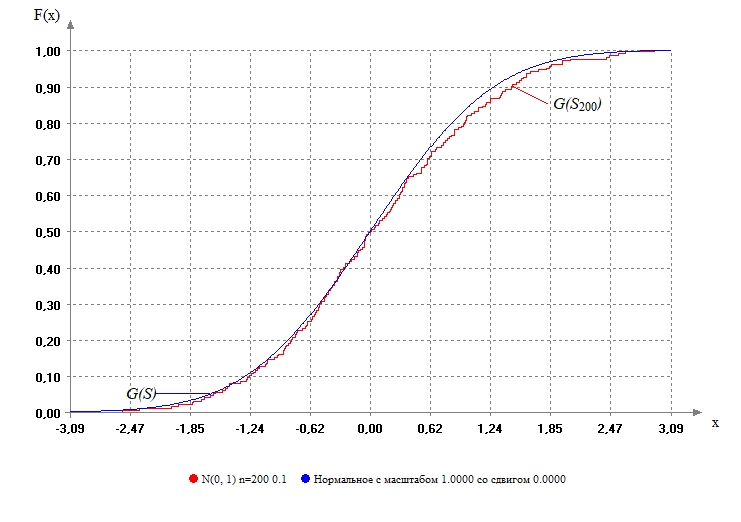 F(x)
1,00
0,90
0,80
G(S200)
0,70
0,60
0,50
0,40
0,30
0,20
0,10
G(S)
0,00
-3,09 -2,47 -1,85 -1,24 -0,62 0,00 0,62 1,24 1,85 2,47 3,09 x
N(0, 1) n=200 0.1 Нормальное с масштабом 1.0000 со сдвигом 0.0000